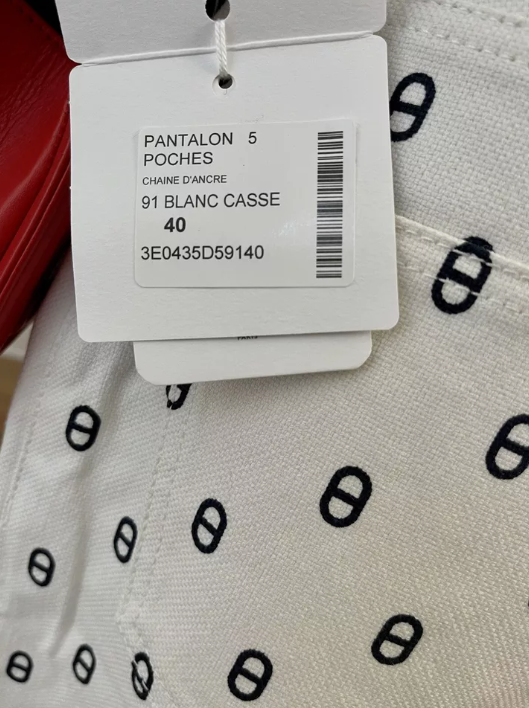 PANTALON 5
POCHES
CHAINE D'ANCRE
91 BLANC CASSE
40
3E0435D59140